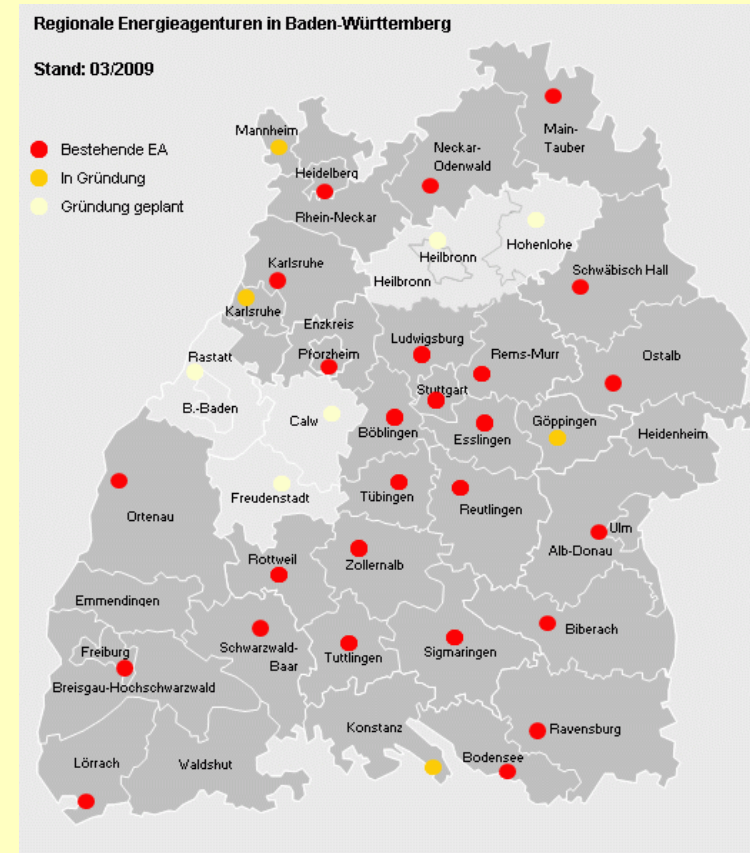 Regionale Energieagenturen in Baden-Württemberg
Stand: 03/2009
Bestehende EA
In Gründung
Gründung geplant
Mannheim
Heidelberg
Rhein-Neckar
Neckar-
Odenwald
Main-
Tauber
Heilbronn
Heilbronn
Hohenlohe
Schwäbisch Hall
Karlsruhe
Karlsruhe
Enzkreis
Pforzheim
Ludwigsburg
Rems-Murr
Ostalb
Rastatt
B.-Baden
Calw
Stuttgart
Böblingen
Esslingen
Göppingen
Heidenheim
Freudenstadt
Tübingen
Reutlingen
Ortenau
Ulm
Alb-Donau
Rottweil
Zollernalb
Emmendingen
Schwarzwald-
Baar
Tuttlingen
Sigmaringen
Biberach
Freiburg
Breisgau-Hochschwarzwald
Konstanz
Ravensburg
Bodensee
Lörrach
Waldshut